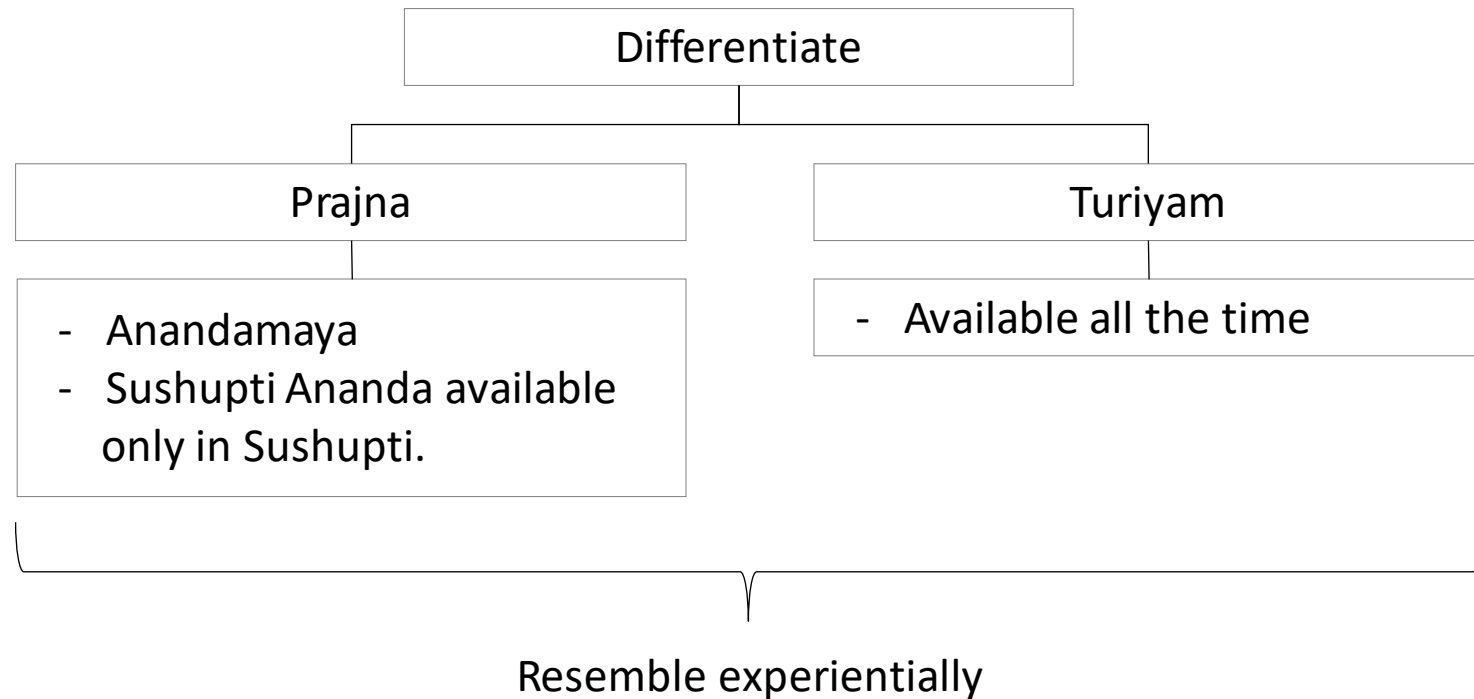 Differentiate
Prajna
Turiyam
- Anandamaya
- Sushupti Ananda available
only in Sushupti.
- Available all the time
Resemble experientially